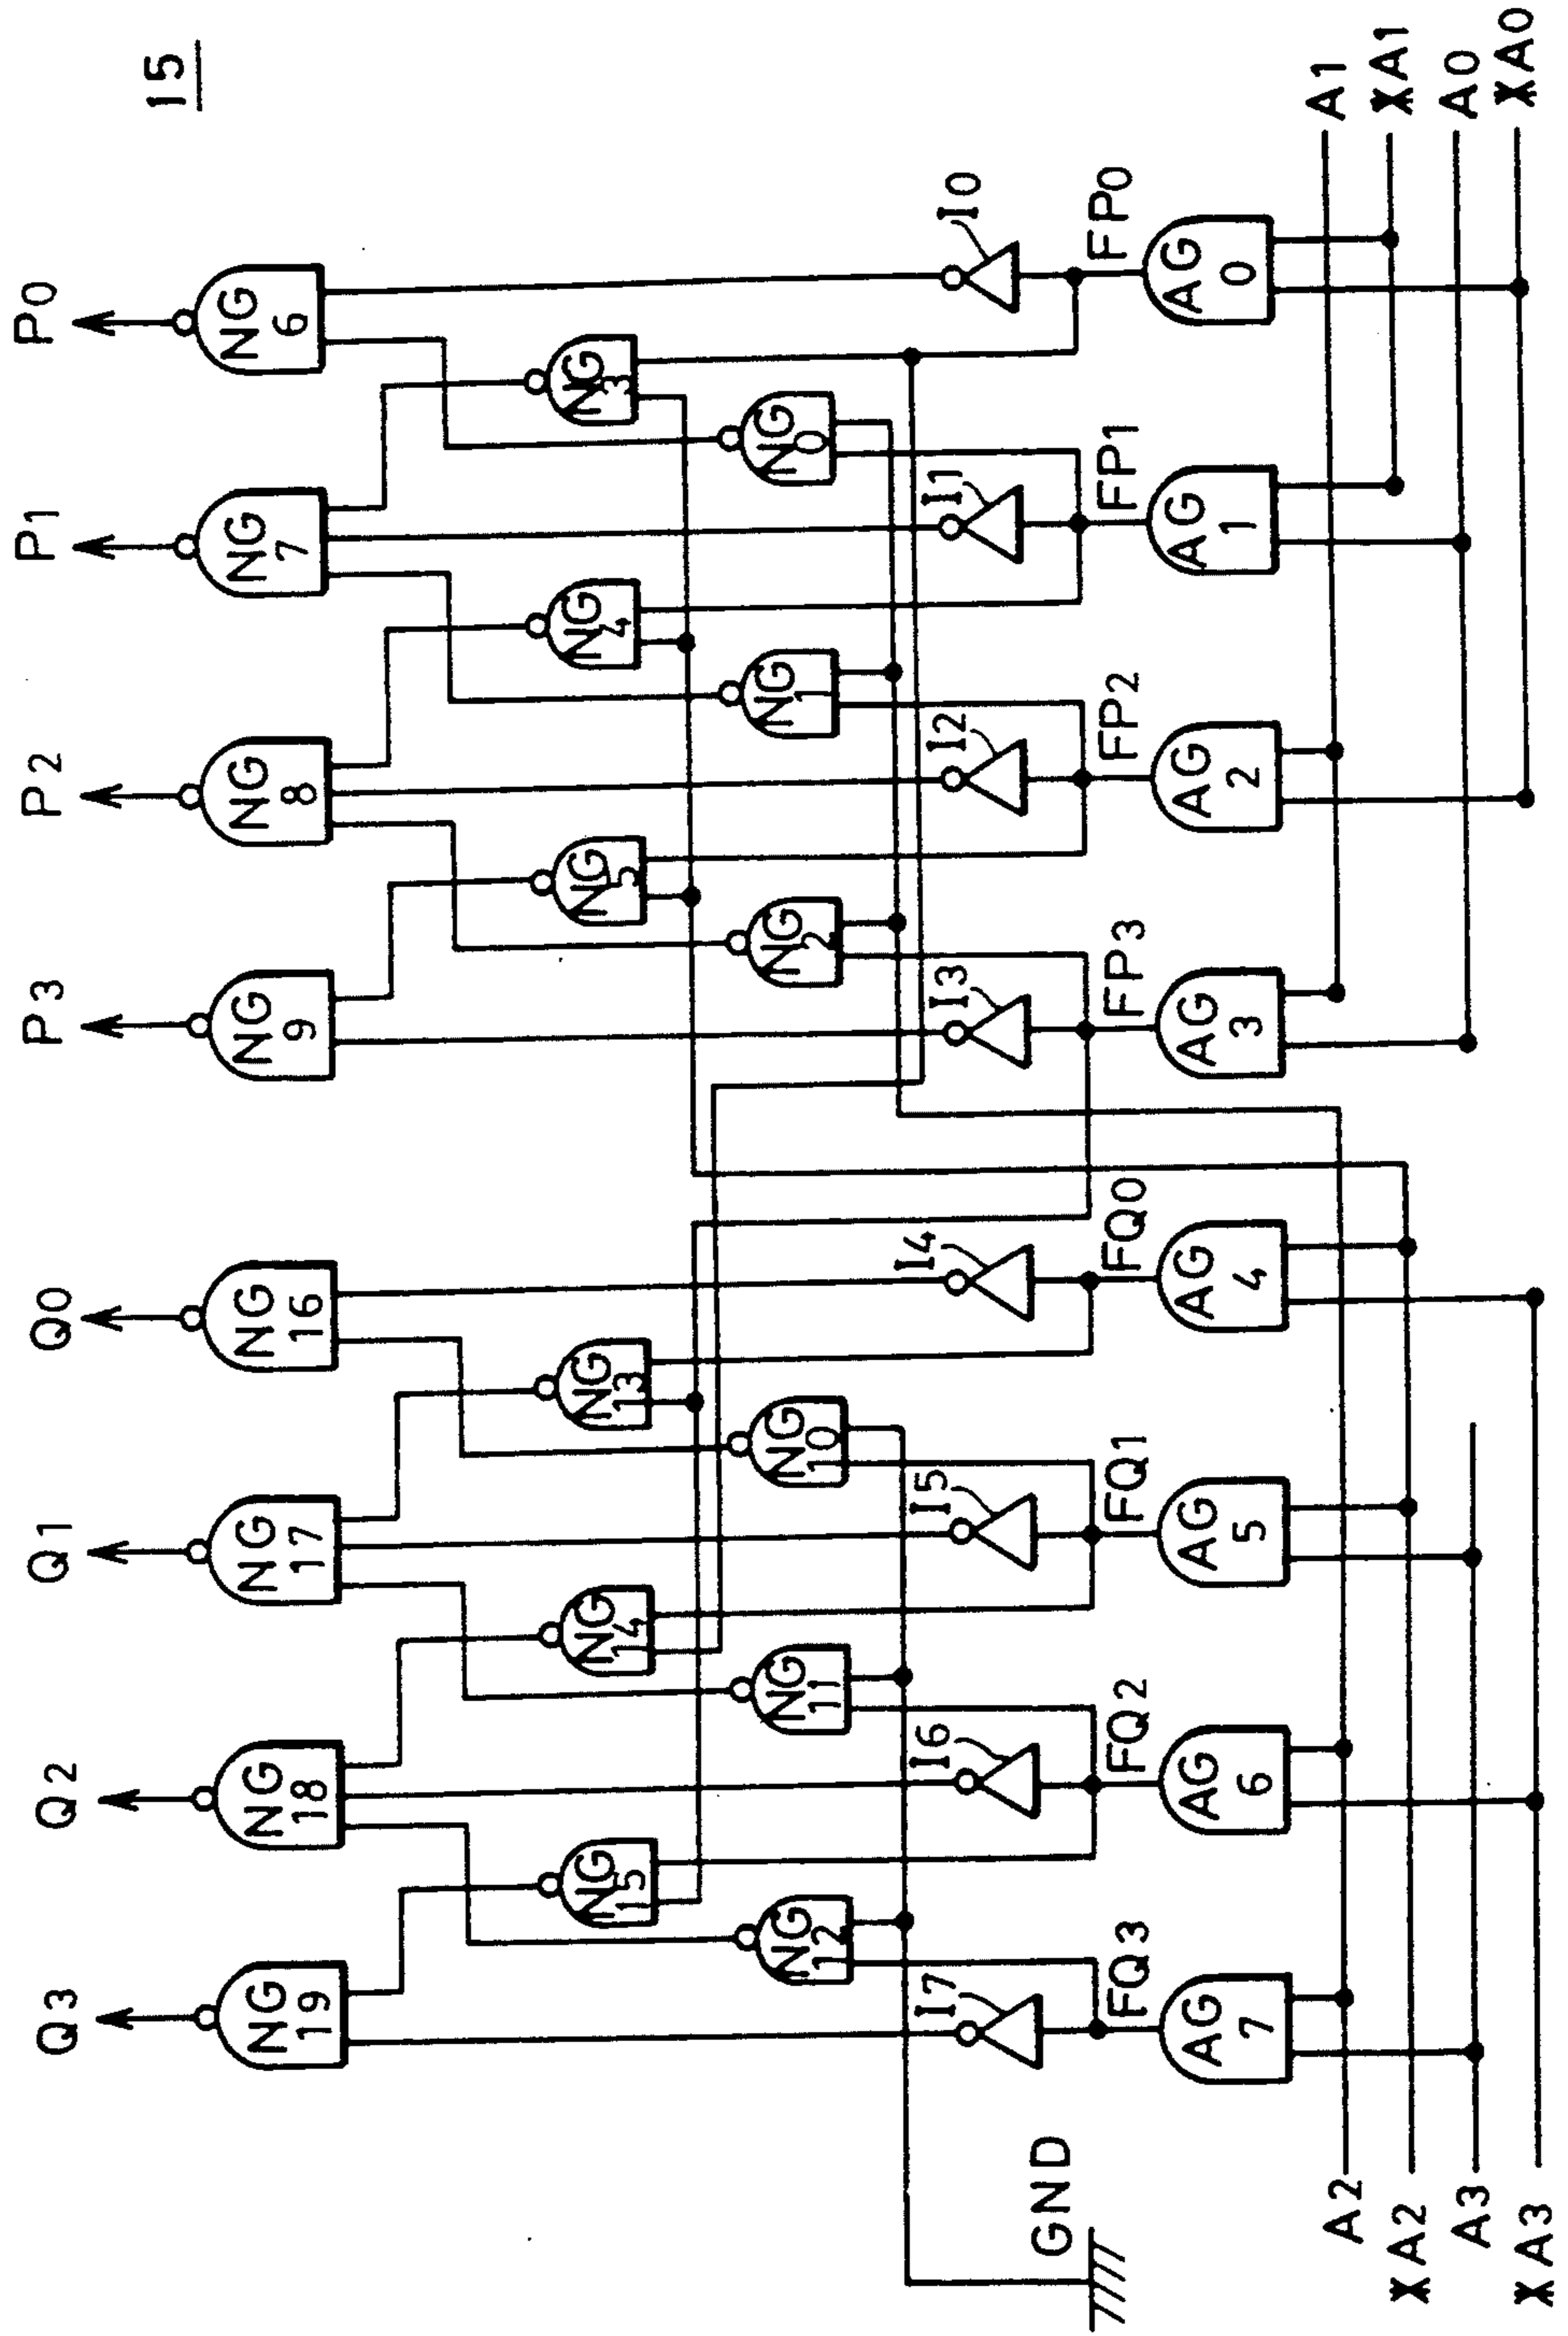 15
P0
P1
P2
P3
Q0
Q1
Q2
Q3
NG 6
NG 7
NG 8
NG 9
NG 16
NG 17
NG 18
NG 19
NG 3
NG 4
NG 5
NG 13
NG 14
NG 15
NG 0
NG 1
NG 2
NG 10
NG 11
NG 12
I0
I1
I2
I3
I4
I5
I6
I7
FP0
FP1
FP2
FP3
FQ0
FQ1
FQ2
FQ3
GND
AG 0
AG 1
AG 2
AG 3
AG 4
AG 5
AG 6
AG 7
A1
XA1
A0
XA0
A2
XA2
A3
XA3